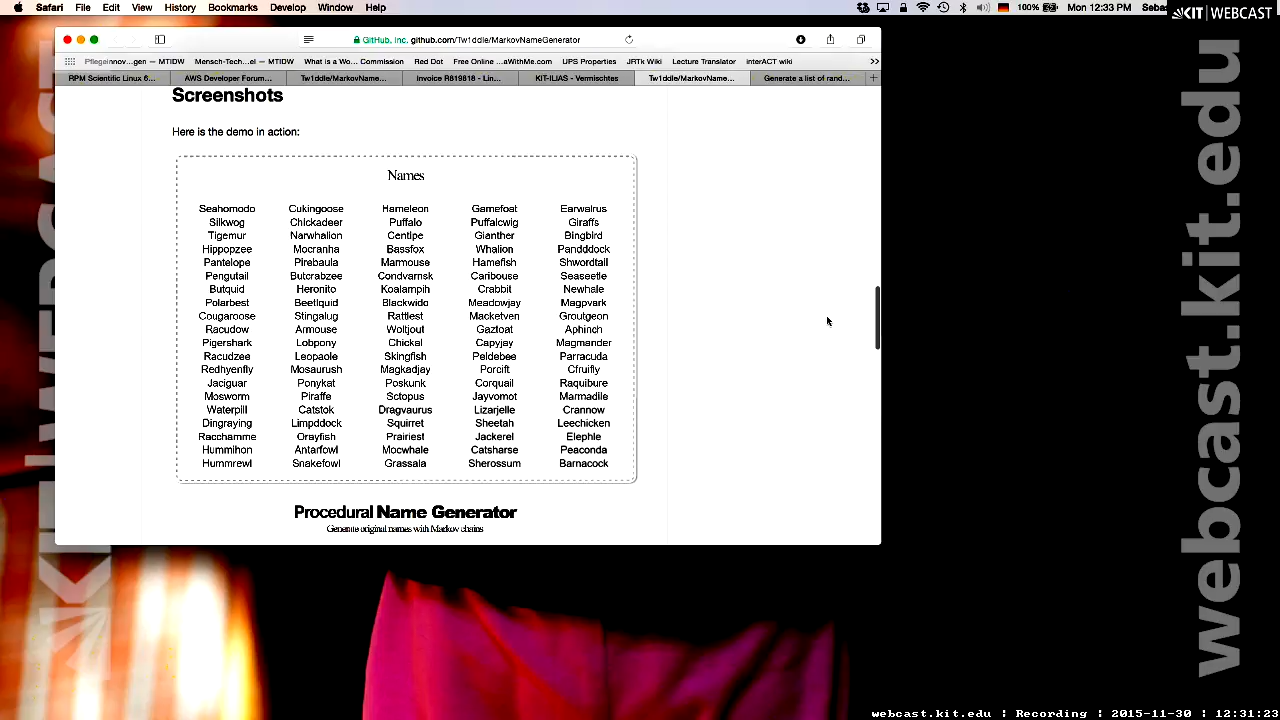 Safari File Edit View History Bookmarks Develop Window Help 100% Mon 12:33 PM Sebas
KIT WEBCAST
GitHub, Inc. github.com/Tw1ddle/MarkovNameGenerator
Pflegeinnov...gen — MTIDW Mensch-Tech...el — MTIDW What is a Wo... Commission Red Dot Free Online ...aWithMe.com UPS Properties JRTk Wiki Lecture Translator interACT wiki >>
RPM Scientific Linux 6... AWS Developer Forum... Tw1ddle/MarkovName... Invoice R819818 - Lin... KIT-ILIAS - Vermischtes Tw1ddle/MarkovName... Generate a list of rand... +
Screenshots
Here is the demo in action:
Names
Seahomodo Cukingoose Hameleon Gamefoat Earwalrus
Silkwog Chickadeer Puffalo Puffalcwig Giraffs
Tigemur Narwhalion Centipe Gianther Bingbird
Hippopzee Mocranha Bassfox Whalion Pandddock
Pantelope Pirebaula Marmouse Hamefish Shwordtail
Pengutail Butcrabzee Condvarnsk Caribouse Seaseetle
Butquid Heronito Koalampih Crabbit Newhale
Polarbest Beetlquid Blackwido Meadowjay Magpvark
Cougaroose Stingalug Rattlest Macketven Groutgeon
Racudow Armouse Woltjout Gaztoat Aphinch
Pigershark Lobpony Chickal Capyjay Magmander
Racudzee Leopaole Skingfish Peldebee Parracuda
Redhyenfly Mosaurush Magkadjay Porcift Cfruifly
Jaciguar Ponykat Poskunk Corquail Raquibure
Mosworm Piraffe Sctopus Jayvomot Marmadile
Waterpill Catstok Dragvaurus Lizarjelle Crannow
Dingraying Limpddock Squirret Sheetah Leechicken
Racchamme Orayfish Prairiest Jackerel Elephle
Hummihon Antarfowl Mocwhale Catsharse Peaconda
Hummrewl Snakefowl Grassala Sherossum Barnacock
Procedural Name Generator
Generate original names with Markov chains
webcast.kit.edu
webcast.kit.edu | Recording | 2015-11-30 | 12:31:23